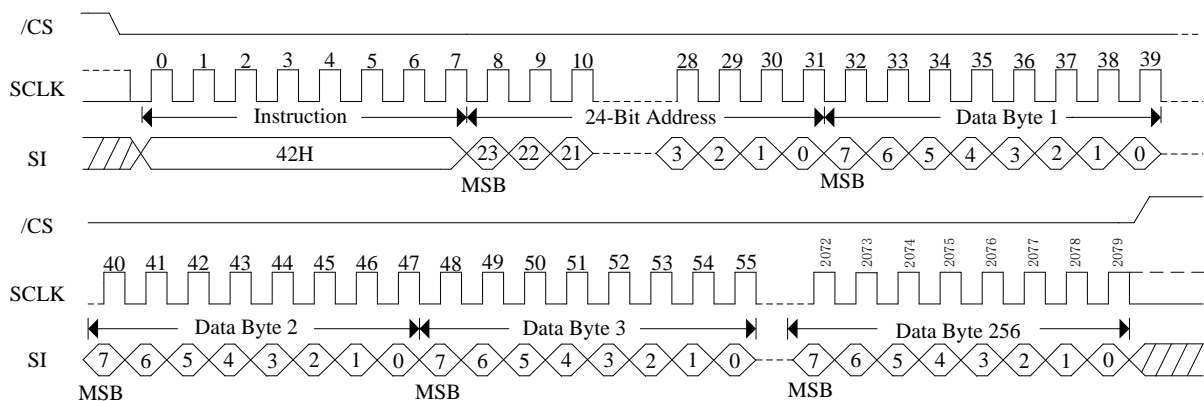 /CS
0 1 2 3 4 5 6 7 8 9 10 28 29 30 31 32 33 34 35 36 37 38 39
SCLK
Instruction 24-Bit Address Data Byte 1
SI 42H 23 22 21 3 2 1 0 7 6 5 4 3 2 1 0
MSB MSB
/CS
40 41 42 43 44 45 46 47 48 49 50 51 52 53 54 55 2072 2073 2074 2075 2076 2077 2078 2079
SCLK
Data Byte 2 Data Byte 3 Data Byte 256
SI 7 6 5 4 3 2 1 0 7 6 5 4 3 2 1 0 7 6 5 4 3 2 1 0
MSB MSB MSB